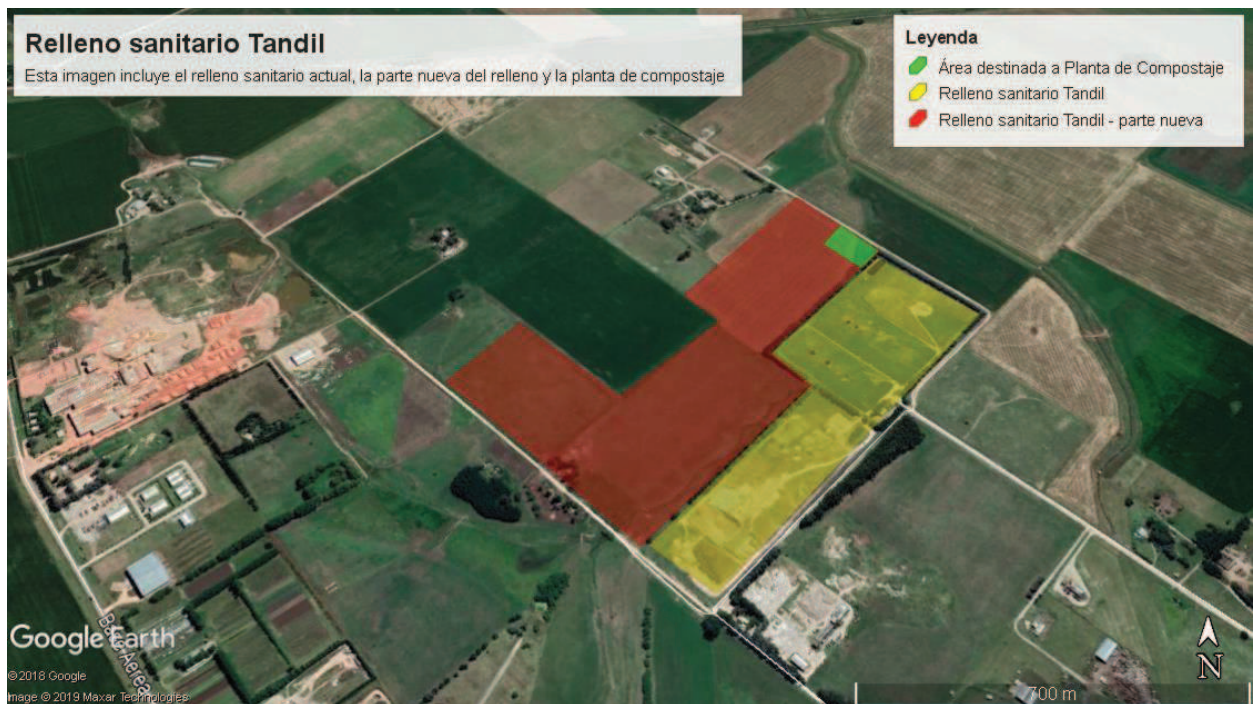 Relleno sanitario Tandil
Esta imagen incluye el relleno sanitario actual, la parte nueva del relleno y la planta de compostaje
Leyenda
Área destinada a Planta de Compostaje
Relleno sanitario Tandil
Relleno sanitario Tandil - parte nueva
Google Earth
Base Aérea
© 2018 Google
Image © 2019 Maxar Technologies
N
700 m